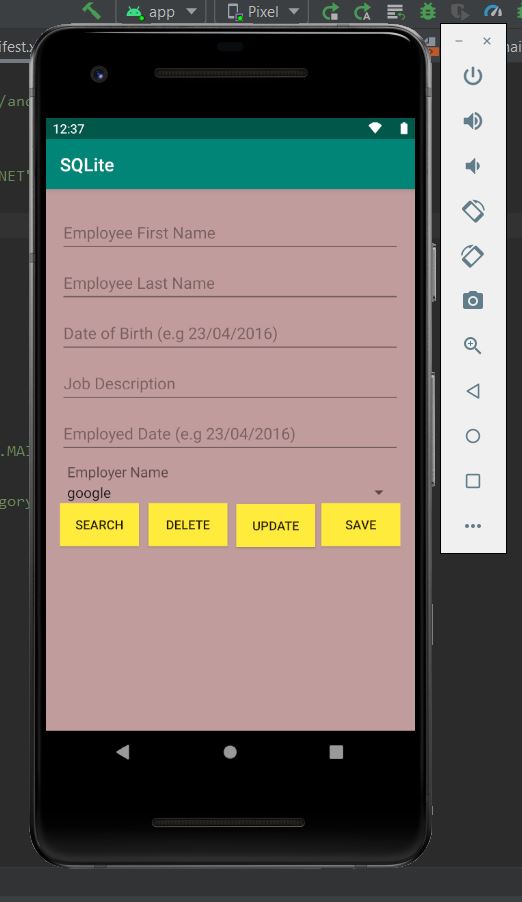 app Pixel
ifest.x
/and
NET"
.MAI
gory
12:37
SQLite
Employee First Name
Employee Last Name
Date of Birth (e.g 23/04/2016)
Job Description
Employed Date (e.g 23/04/2016)
Employer Name
google
SEARCH DELETE UPDATE SAVE